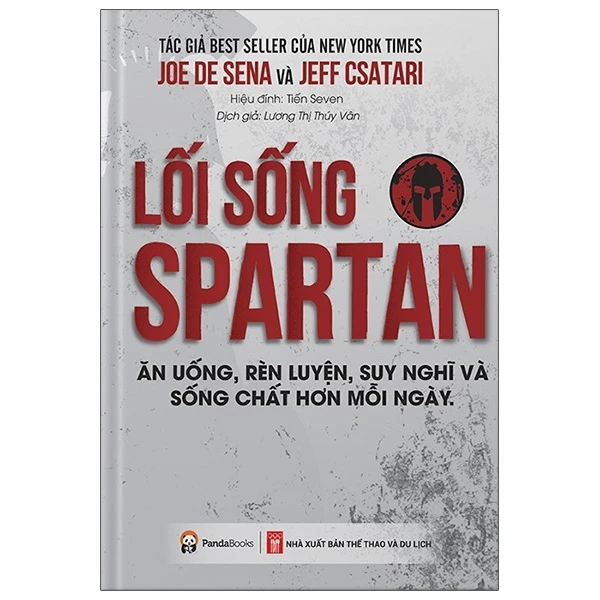 TÁC GIẢ BEST SELLER CỦA NEW YORK TIMES
JOE DE SENA VÀ JEFF CSATARI
Hiệu đính: Tiến Seven
Dịch giả: Lương Thị Thúy Vân
LỐI SỐNG
SPARTAN
ĂN UỐNG, RÈN LUYỆN, SUY NGHĨ VÀ
SỐNG CHẤT HƠN MỖI NGÀY.
PandaBooks
NHÀ XUẤT BẢN THỂ THAO VÀ DU LỊCH